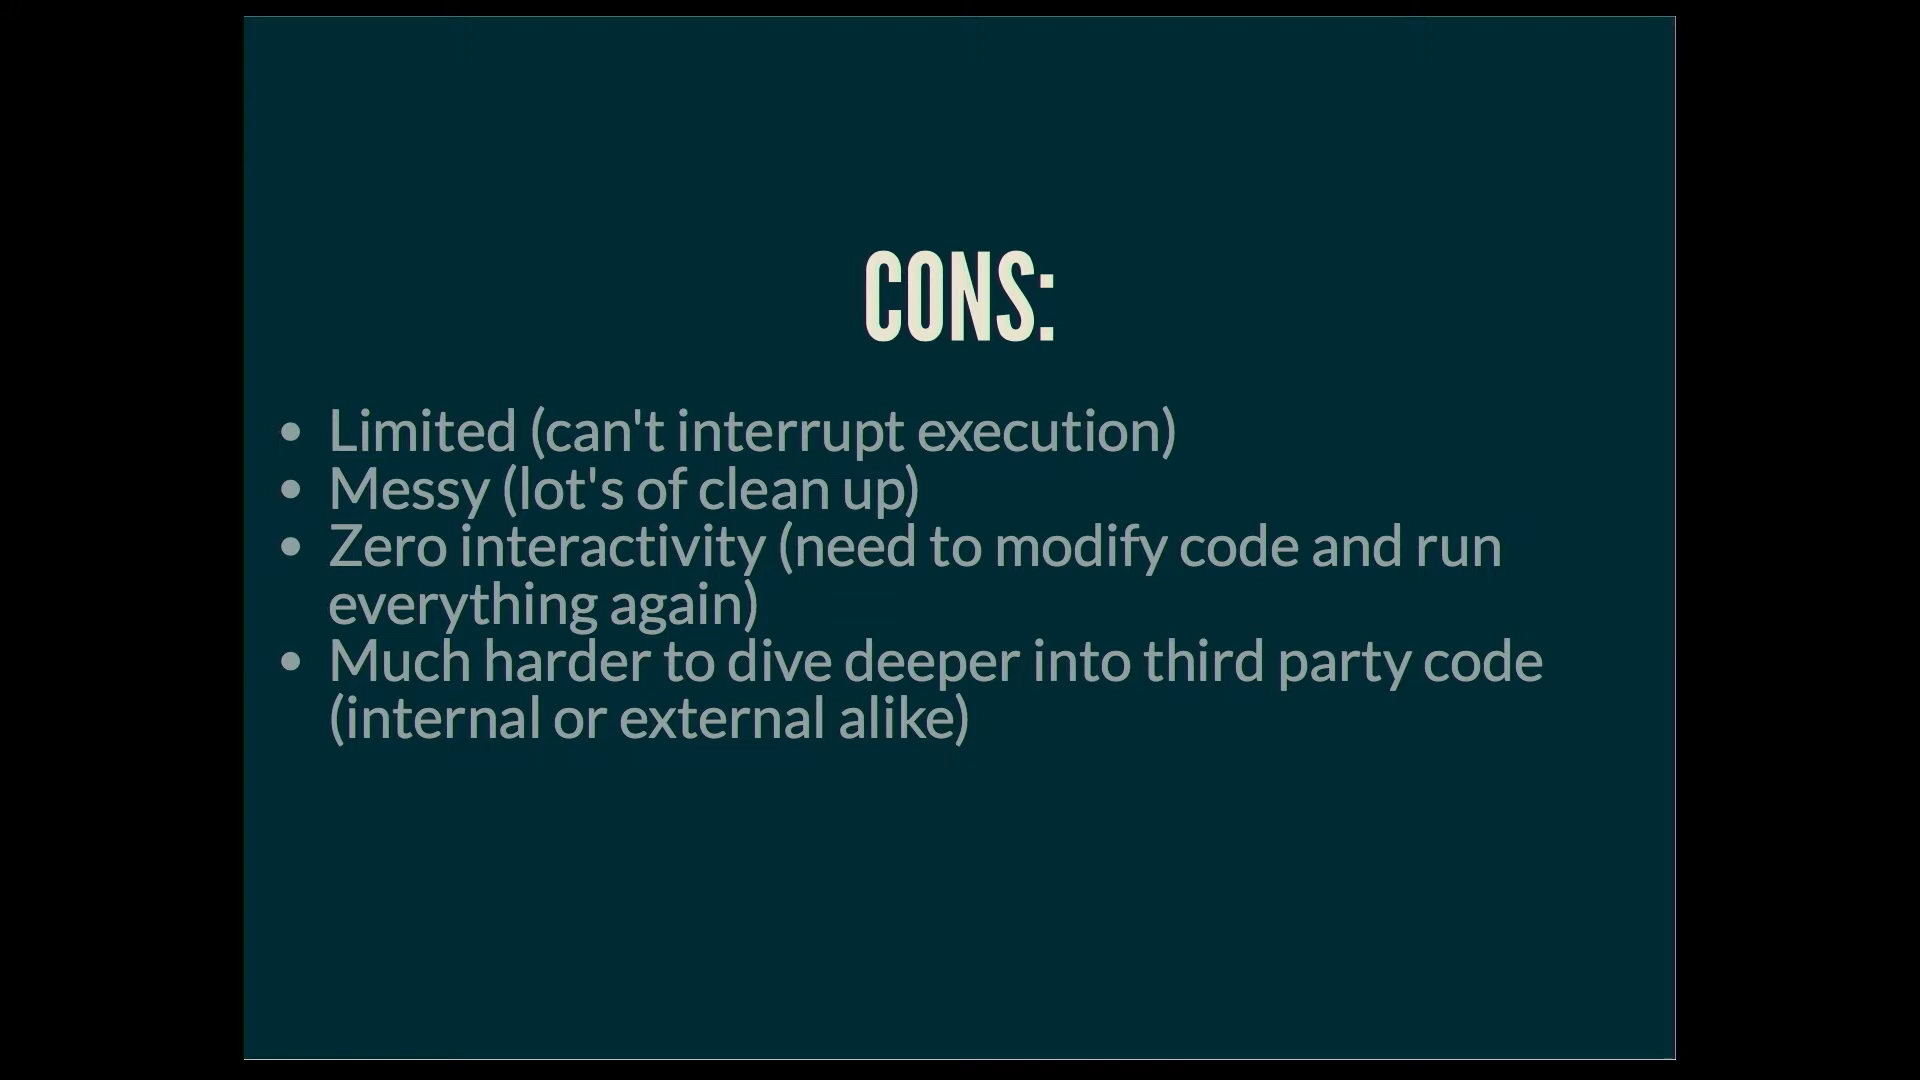 CONS:
• Limited (can't interrupt execution)
• Messy (lot's of clean up)
• Zero interactivity (need to modify code and run
everything again)
• Much harder to dive deeper into third party code
(internal or external alike)